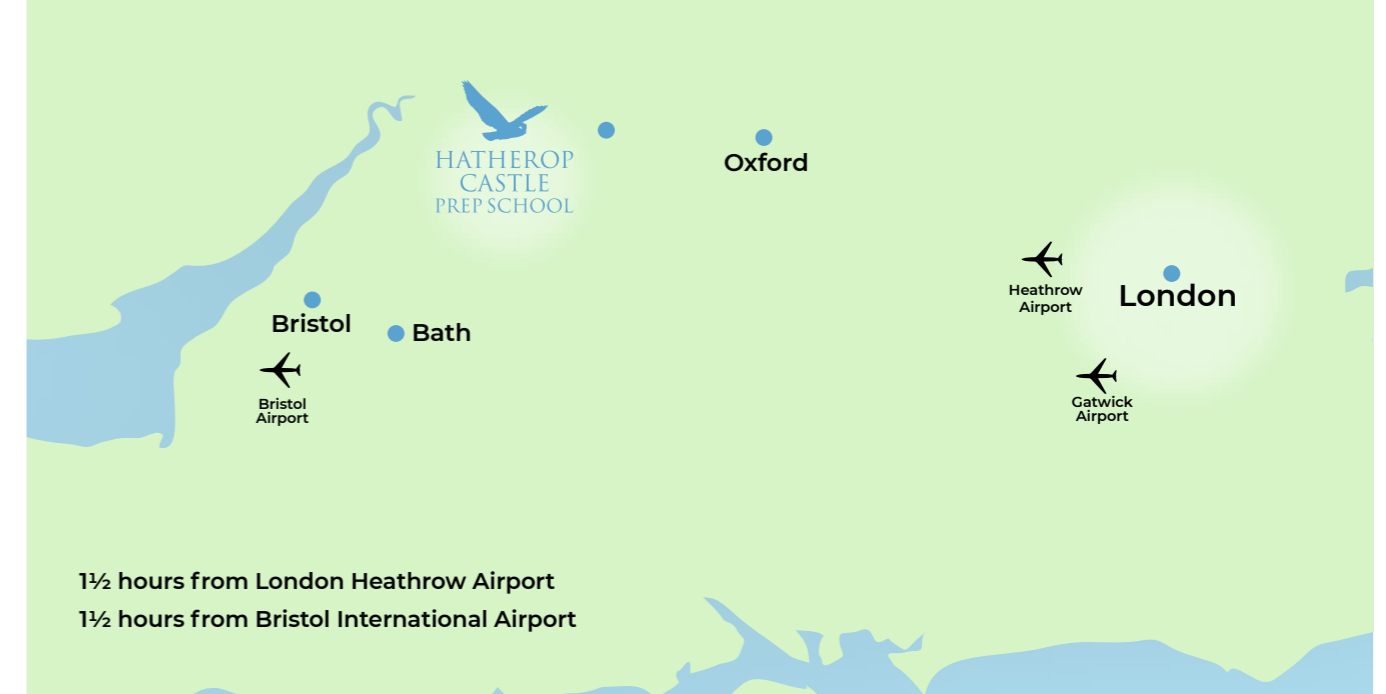 HATHEROP
CASTLE
PREP SCHOOL
Oxford
Heathrow
Airport
London
Bristol
Bath
Bristol
Airport
Gatwick
Airport
1½ hours from London Heathrow Airport
1½ hours from Bristol International Airport